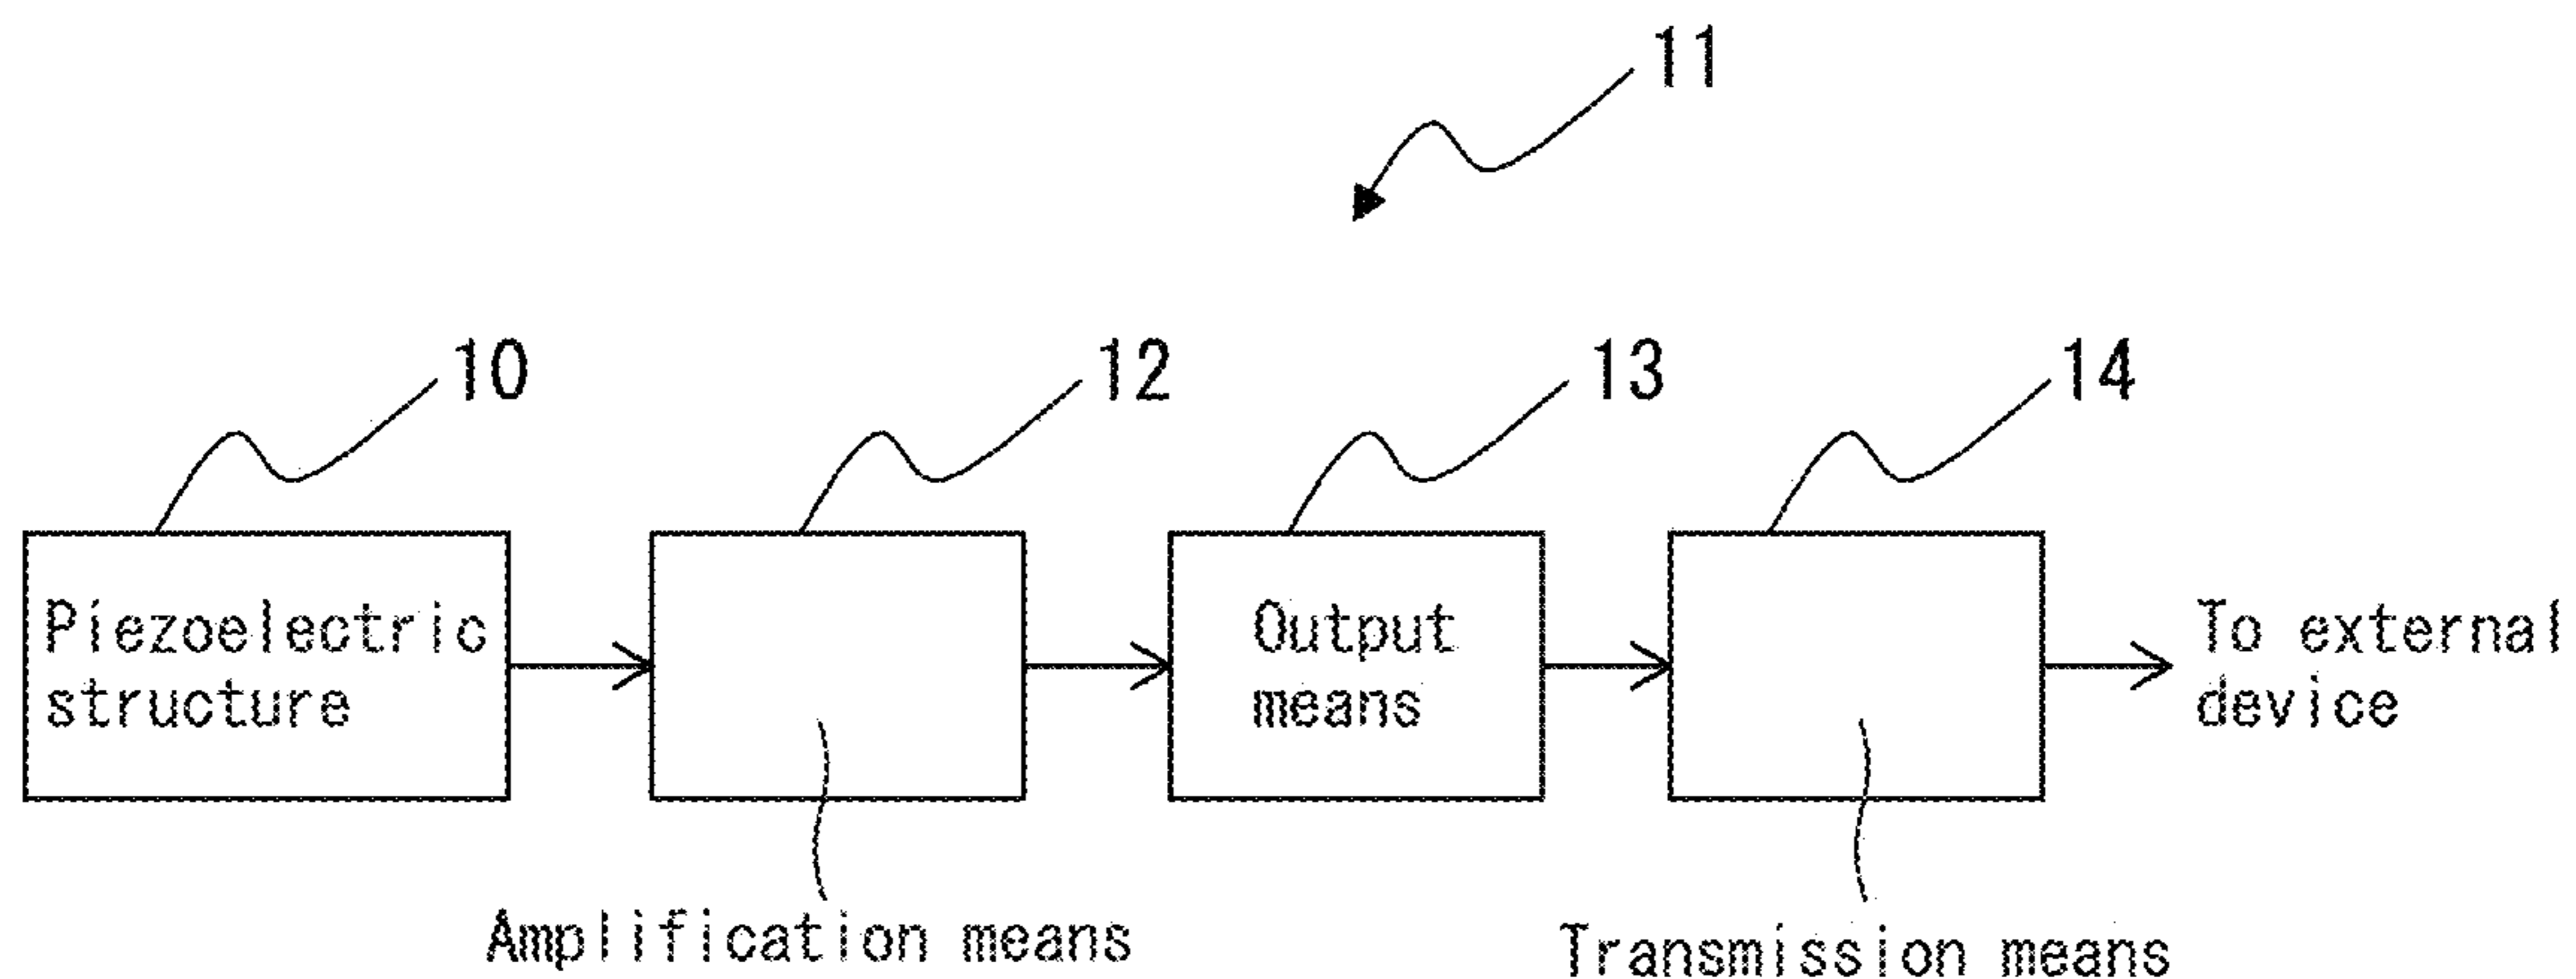 11
10
12
13
14
Piezoelectric
structure
Output
means
To external
device
Amplification means
Transmission means